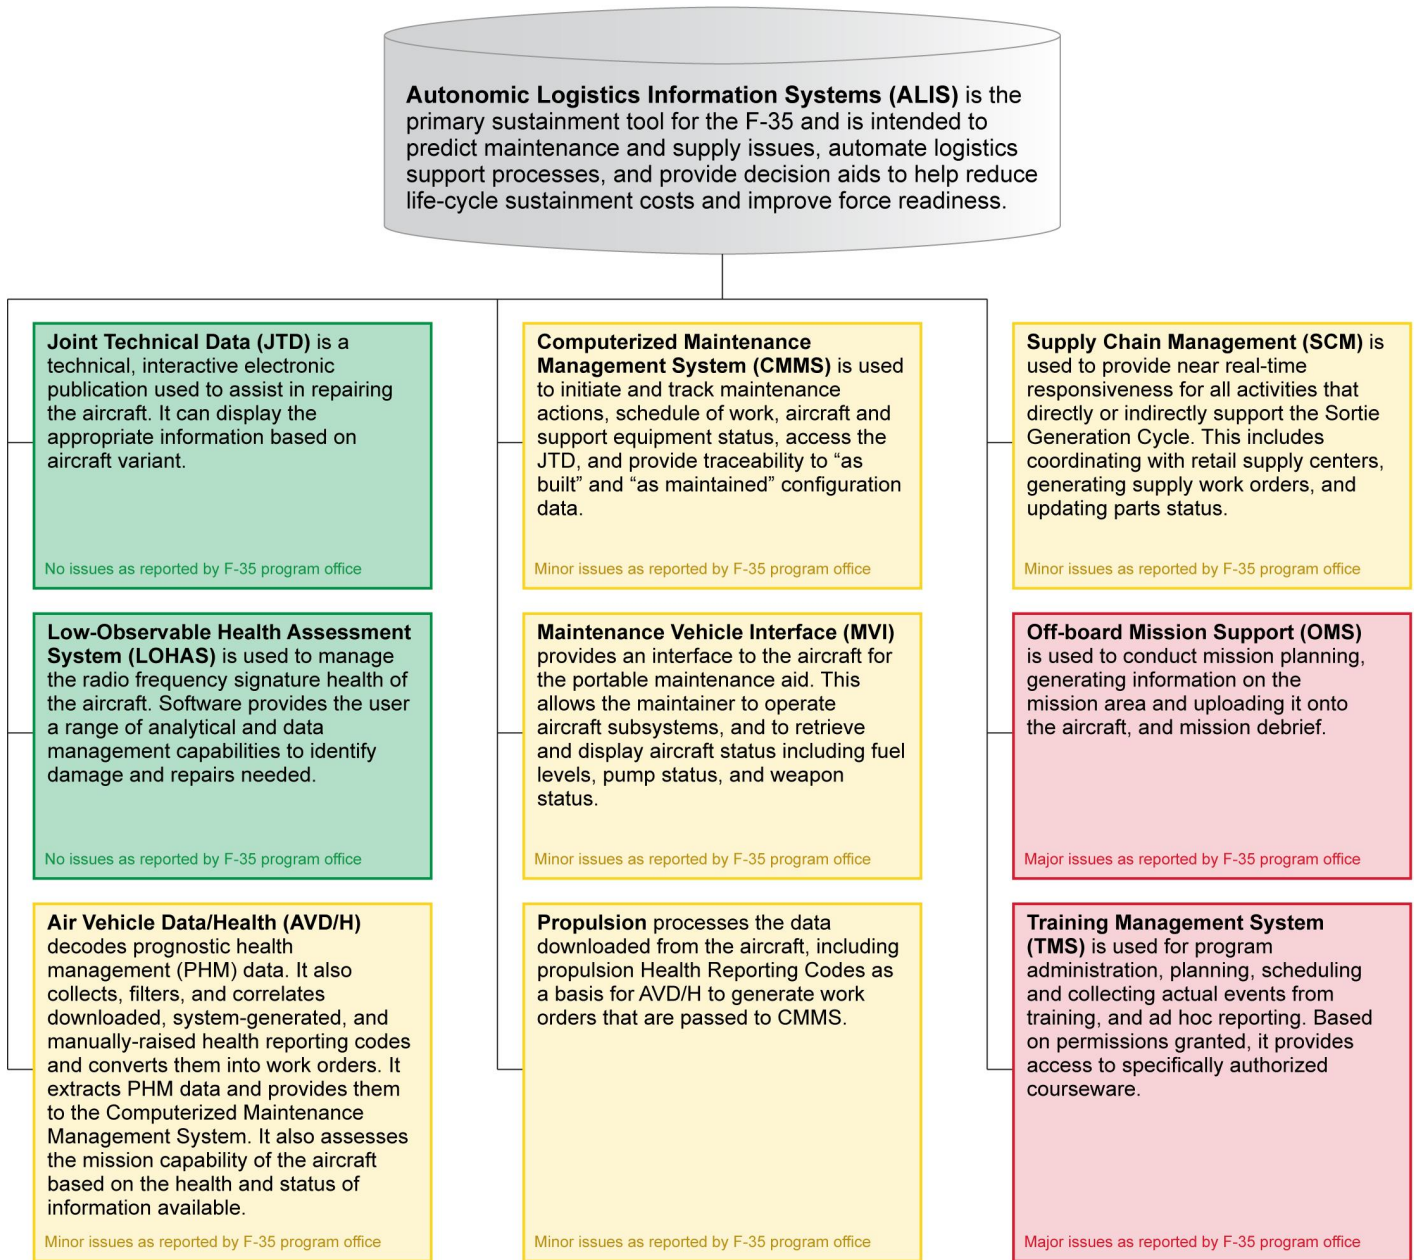 Autonomic Logistics Information Systems (ALIS) is the
primary sustainment tool for the F-35 and is intended to
predict maintenance and supply issues, automate logistics
support processes, and provide decision aids to help reduce
life-cycle sustainment costs and improve force readiness.
Joint Technical Data (JTD) is a
technical, interactive electronic
publication used to assist in repairing
the aircraft. It can display the
appropriate information based on
aircraft variant.
No issues as reported by F-35 program office
Computerized Maintenance
Management System (CMMS) is used
to initiate and track maintenance
actions, schedule of work, aircraft and
support equipment status, access the
JTD, and provide traceability to “as
built” and “as maintained” configuration
data.
Minor issues as reported by F-35 program office
Supply Chain Management (SCM) is
used to provide near real-time
responsiveness for all activities that
directly or indirectly support the Sortie
Generation Cycle. This includes
coordinating with retail supply centers,
generating supply work orders, and
updating parts status.
Minor issues as reported by F-35 program office
Low-Observable Health Assessment
System (LOHAS) is used to manage
the radio frequency signature health of
the aircraft. Software provides the user
a range of analytical and data
management capabilities to identify
damage and repairs needed.
No issues as reported by F-35 program office
Maintenance Vehicle Interface (MVI)
provides an interface to the aircraft for
the portable maintenance aid. This
allows the maintainer to operate
aircraft subsystems, and to retrieve
and display aircraft status including fuel
levels, pump status, and weapon
status.
Minor issues as reported by F-35 program office
Off-board Mission Support (OMS)
is used to conduct mission planning,
generating information on the
mission area and uploading it onto
the aircraft, and mission debrief.
Major issues as reported by F-35 program office
Air Vehicle Data/Health (AVD/H)
decodes prognostic health
management (PHM) data. It also
collects, filters, and correlates
downloaded, system-generated, and
manually-raised health reporting codes
and converts them into work orders. It
extracts PHM data and provides them
to the Computerized Maintenance
Management System. It also assesses
the mission capability of the aircraft
based on the health and status of
information available.
Minor issues as reported by F-35 program office
Propulsion processes the data
downloaded from the aircraft, including
propulsion Health Reporting Codes as
a basis for AVD/H to generate work
orders that are passed to CMMS.
Minor issues as reported by F-35 program office
Training Management System
(TMS) is used for program
administration, planning, scheduling
and collecting actual events from
training, and ad hoc reporting. Based
on permissions granted, it provides
access to specifically authorized
courseware.
Major issues as reported by F-35 program office